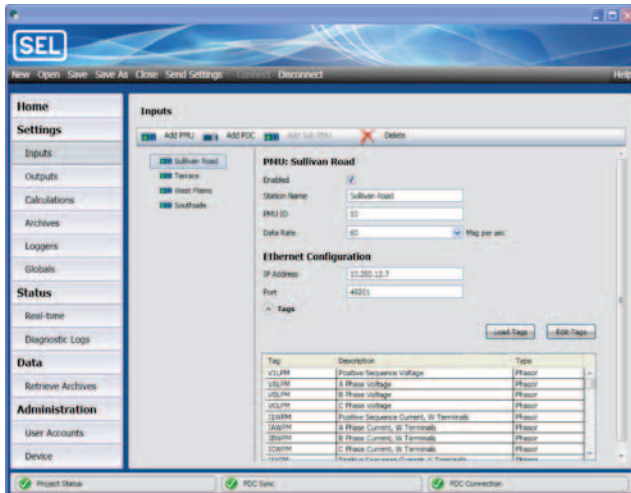 SEL
New Open Save Save As Close Send Settings Connect Disconnect Help
Home
Settings
Inputs
Outputs
Calculations
Archives
Loggers
Globals
Status
Real-time
Diagnostic Logs
Data
Retrieve Archives
Administration
User Accounts
Device
Inputs
Add PMU Add PDC Add Sub PMU Delete
Sullivan Road
Terrace
West Plains
Southside
PMU: Sullivan Road
Enabled
Station Name Sullivan Road
PMU ID 10
Data Rate 60 Msg per sec
Ethernet Configuration
IP Address 10.203.12.7
Port
Tags
Load Tags Edit Tags
Tag Description Type
V1LPM Positive Sequence Voltage Phasor
VALPM A Phase Voltage Phasor
VBLPM B Phase Voltage Phasor
VCLPM C Phase Voltage Phasor
I1WPM Positive Sequence Current, W Terminals Phasor
IAWPM A Phase Current, W Terminals Phasor
IBWPM B Phase Current, W Terminals Phasor
ICWPM C Phase Current, W Terminals Phasor
Project Status PDC Sync PDC Connection